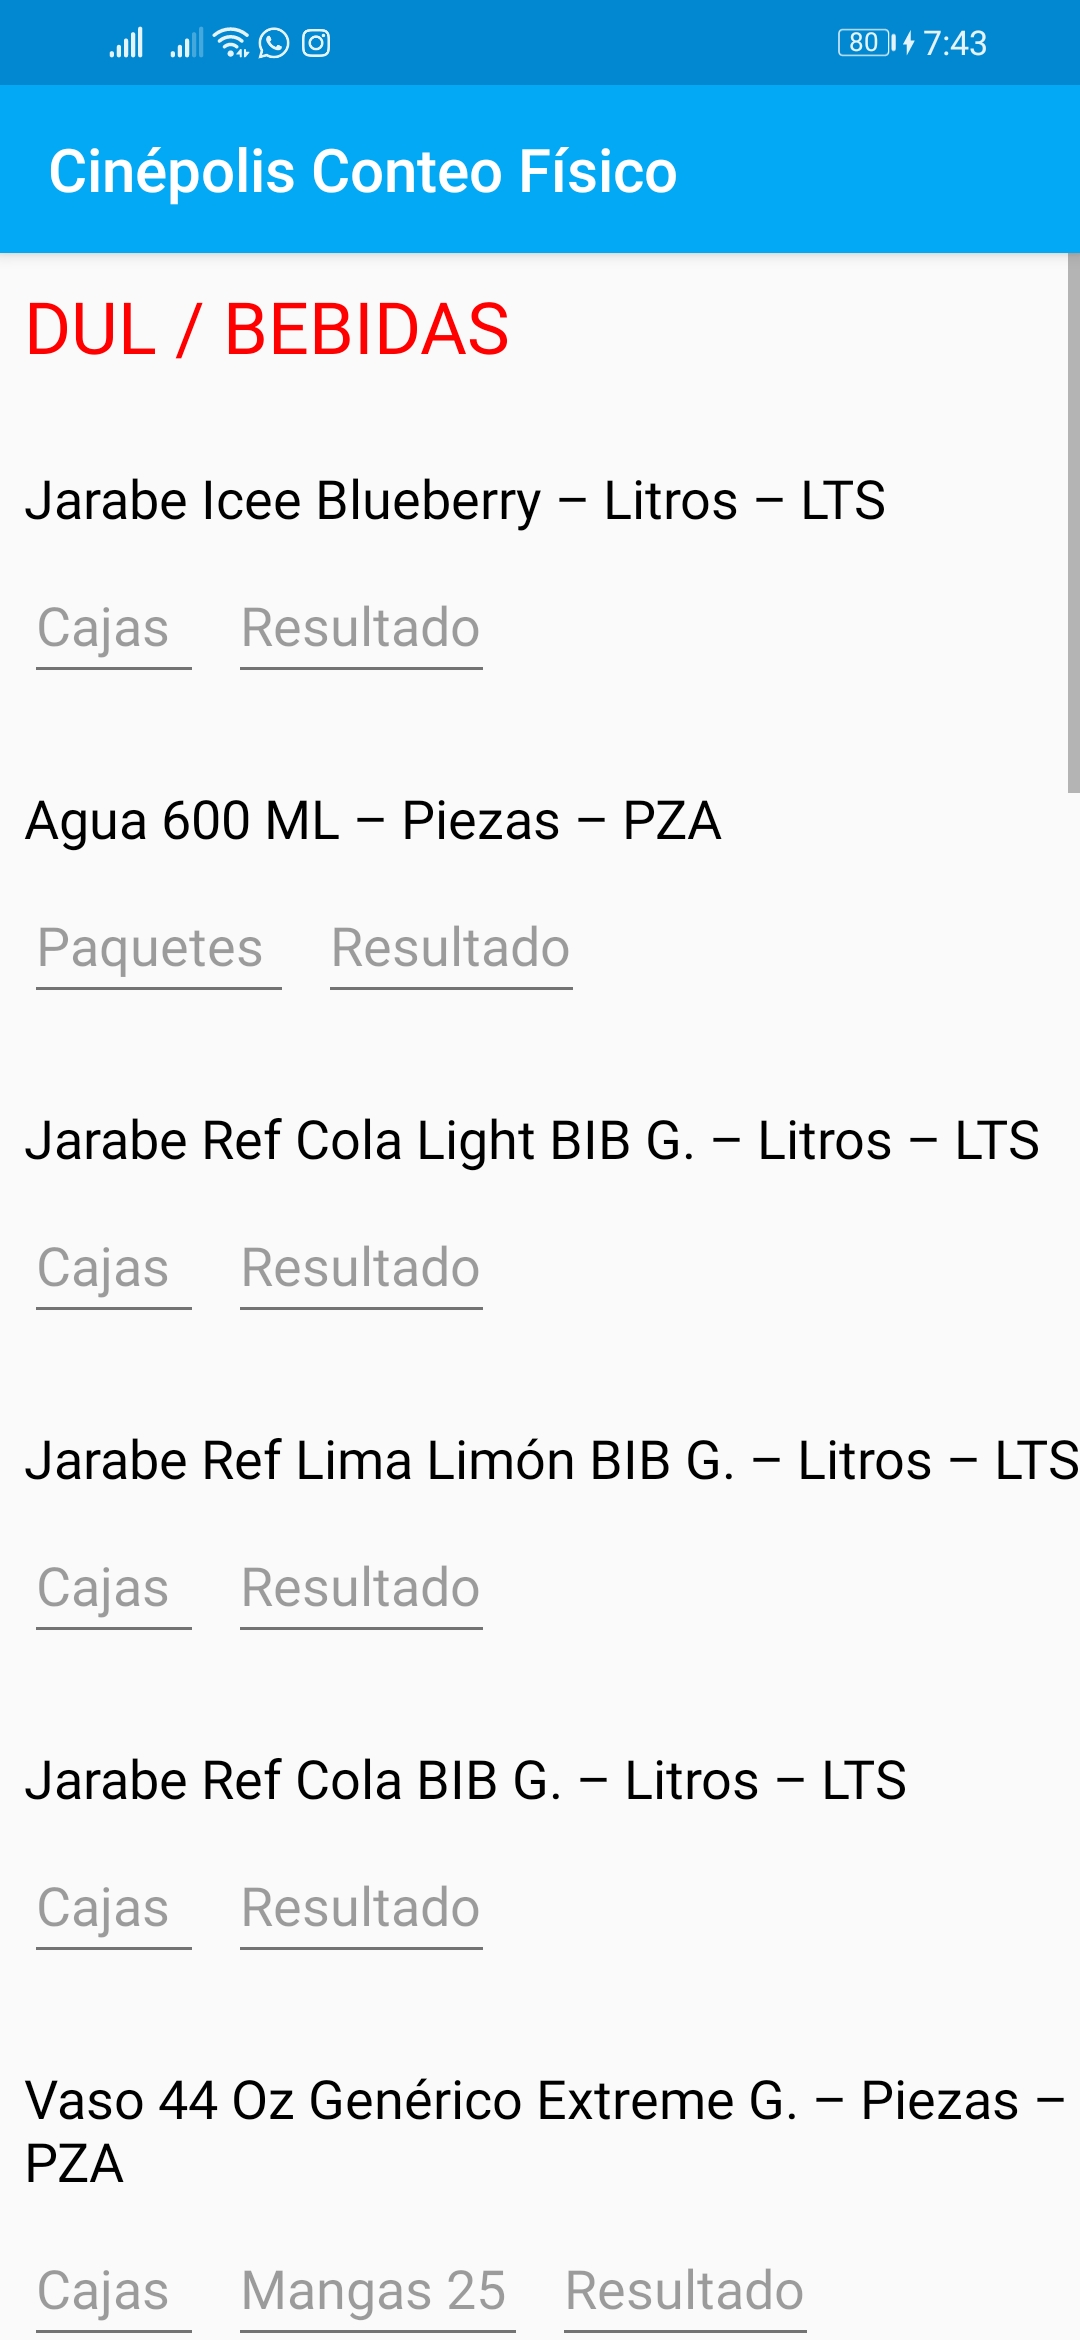 80 7:43
Cinépolis Conteo Físico
DUL / BEBIDAS
Jarabe Icee Blueberry – Litros – LTS
Cajas Resultado
Agua 600 ML – Piezas – PZA
Paquetes Resultado
Jarabe Ref Cola Light BIB G. – Litros – LTS
Cajas Resultado
Jarabe Ref Lima Limón BIB G. – Litros – LTS
Cajas Resultado
Jarabe Ref Cola BIB G. – Litros – LTS
Cajas Resultado
Vaso 44 Oz Genérico Extreme G. – Piezas –
PZA
Cajas Mangas 25 Resultado